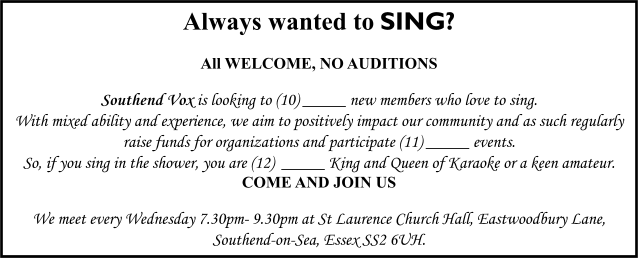 Always wanted to SING?
All WELCOME, NO AUDITIONS
Southend Vox is looking to (10)_____ new members who love to sing.
With mixed ability and experience, we aim to positively impact our community and as such regularly
raise funds for organizations and participate (11)_____ events.
So, if you sing in the shower, you are (12) _____ King and Queen of Karaoke or a keen amateur.
COME AND JOIN US
We meet every Wednesday 7.30pm- 9.30pm at St Laurence Church Hall, Eastwoodbury Lane,
Southend-on-Sea, Essex SS2 6UH.